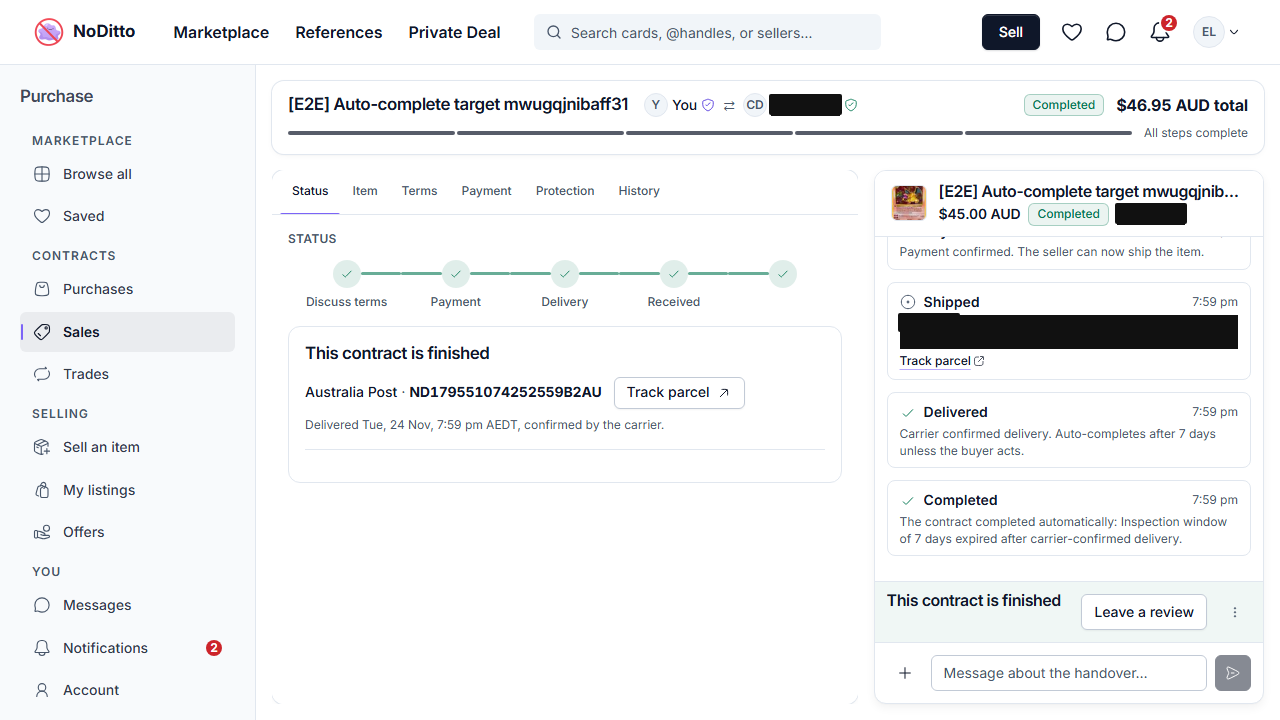 NoDitto
Marketplace
References
Private Deal
Search cards, @handles, or sellers...
Sell
2
EL
Purchase
MARKETPLACE
Browse all
Saved
CONTRACTS
Purchases
Sales
Trades
SELLING
Sell an item
My listings
Offers
YOU
Messages
Notifications
2
Account
[E2E] Auto-complete target mwugqjnibaff31
Y You
CD
Completed
$46.95 AUD total
All steps complete
Status
Item
Terms
Payment
Protection
History
STATUS
Discuss terms
Payment
Delivery
Received
This contract is finished
Australia Post · ND179551074252559B2AU
Track parcel
Delivered Tue, 24 Nov, 7:59 pm AEDT, confirmed by the carrier.
[E2E] Auto-complete target mwugqjnib...
$45.00 AUD
Completed
Payment confirmed. The seller can now ship the item.
Shipped
7:59 pm
Track parcel
Delivered
7:59 pm
Carrier confirmed delivery. Auto-completes after 7 days
unless the buyer acts.
Completed
7:59 pm
The contract completed automatically: Inspection window
of 7 days expired after carrier-confirmed delivery.
This contract is finished
Leave a review
Message about the handover...